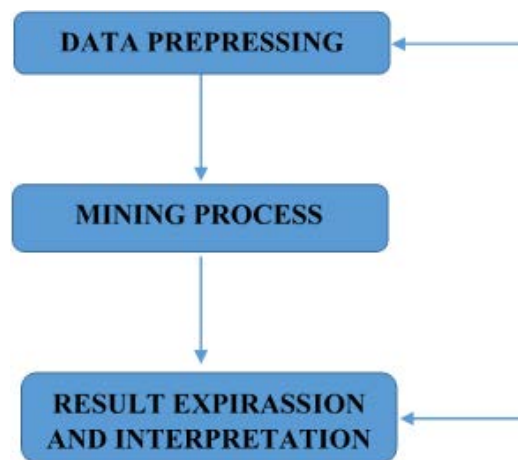 DATA PREPRESSING
MINING PROCESS
RESULT EXPIRASSION
AND INTERPRETATION